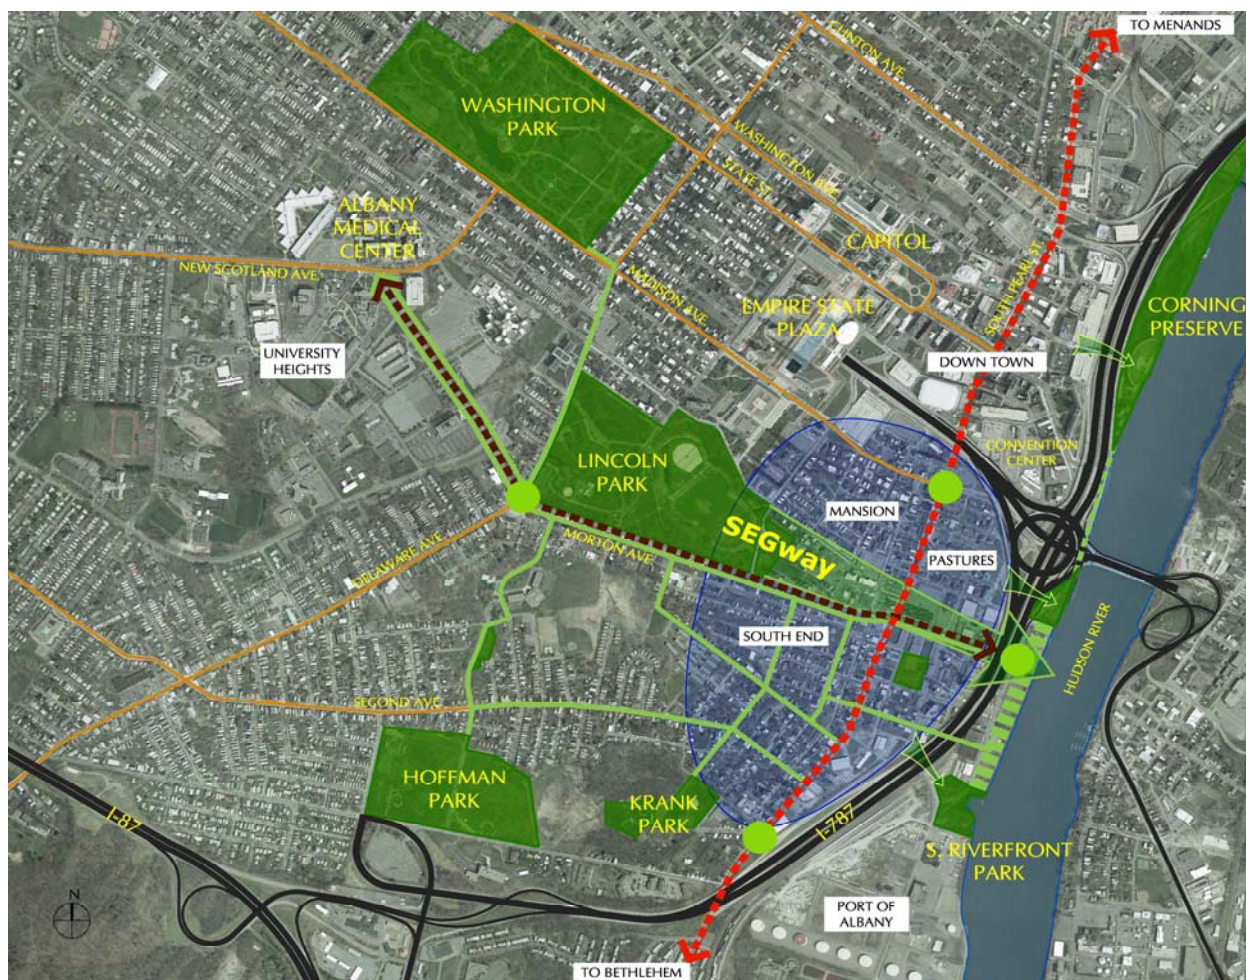 TO MENANDS
CLINTON AVE
WASHINGTON
PARK
WASHINGTON AVE
STATE ST.
ALBANY
MEDICAL
CENTER
CAPITOL
NEW SCOTLAND AVE.
MADISON AVE.
SOUTH PEARL ST.
EMPIRE STATE
PLAZA
CORNING
PRESERVE
UNIVERSITY
HEIGHTS
DOWN TOWN
CONVENTION
CENTER
LINCOLN
PARK
MANSION
SEGway
MORTON AVE.
PASTURES
DELAWARE AVE
SOUTH END
HUDSON RIVER
SECOND AVE.
HOFFMAN
PARK
KRANK
PARK
I-87
I-787
S. RIVERFRONT
PARK
N
PORT OF
ALBANY
TO BETHLEHEM